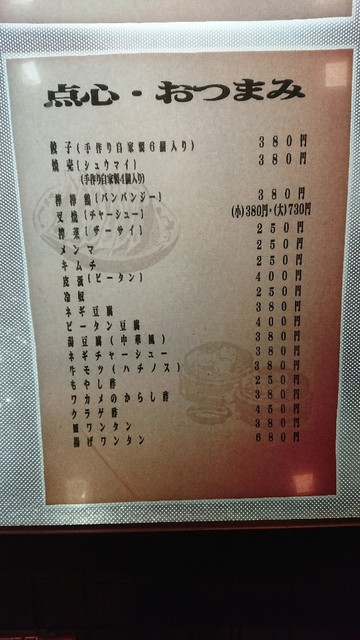 点心・おつまみ
餃子(手作り自家製6個入り) 380円
焼売(シュウマイ) 380円
(手作り自家製4個入り)
棒棒鶏(バンバンジー) 380円
叉焼(チャーシュー) (小)380円・(大)730円
搾菜(ザーサイ) 250円
メンマ 250円
キムチ 250円
皮蛋(ピータン) 400円
冷奴 250円
ネギ豆腐 380円
ピータン豆腐 400円
湯豆腐(中華風) 380円
ネギチャーシュー 380円
牛モツ(ハチノス) 380円
もやし酢 250円
ワカメのからし酢 380円
クラゲ酢 450円
ワンタン 380円
揚げワンタン 680円